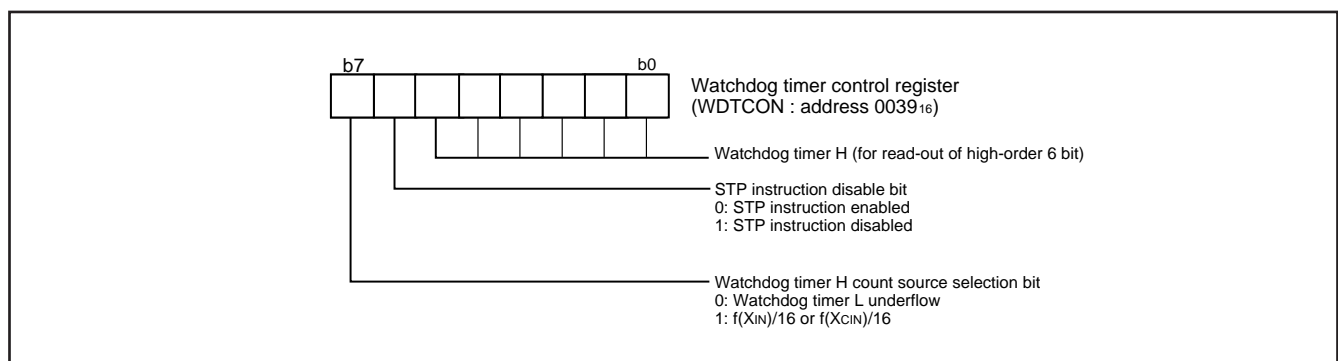 b7 b0
Watchdog timer control register
(WDTCON : address 0039₁₆)
Watchdog timer H (for read-out of high-order 6 bit)
STP instruction disable bit
0: STP instruction enabled
1: STP instruction disabled
Watchdog timer H count source selection bit
0: Watchdog timer L underflow
1: f(XIN)/16 or f(XCIN)/16